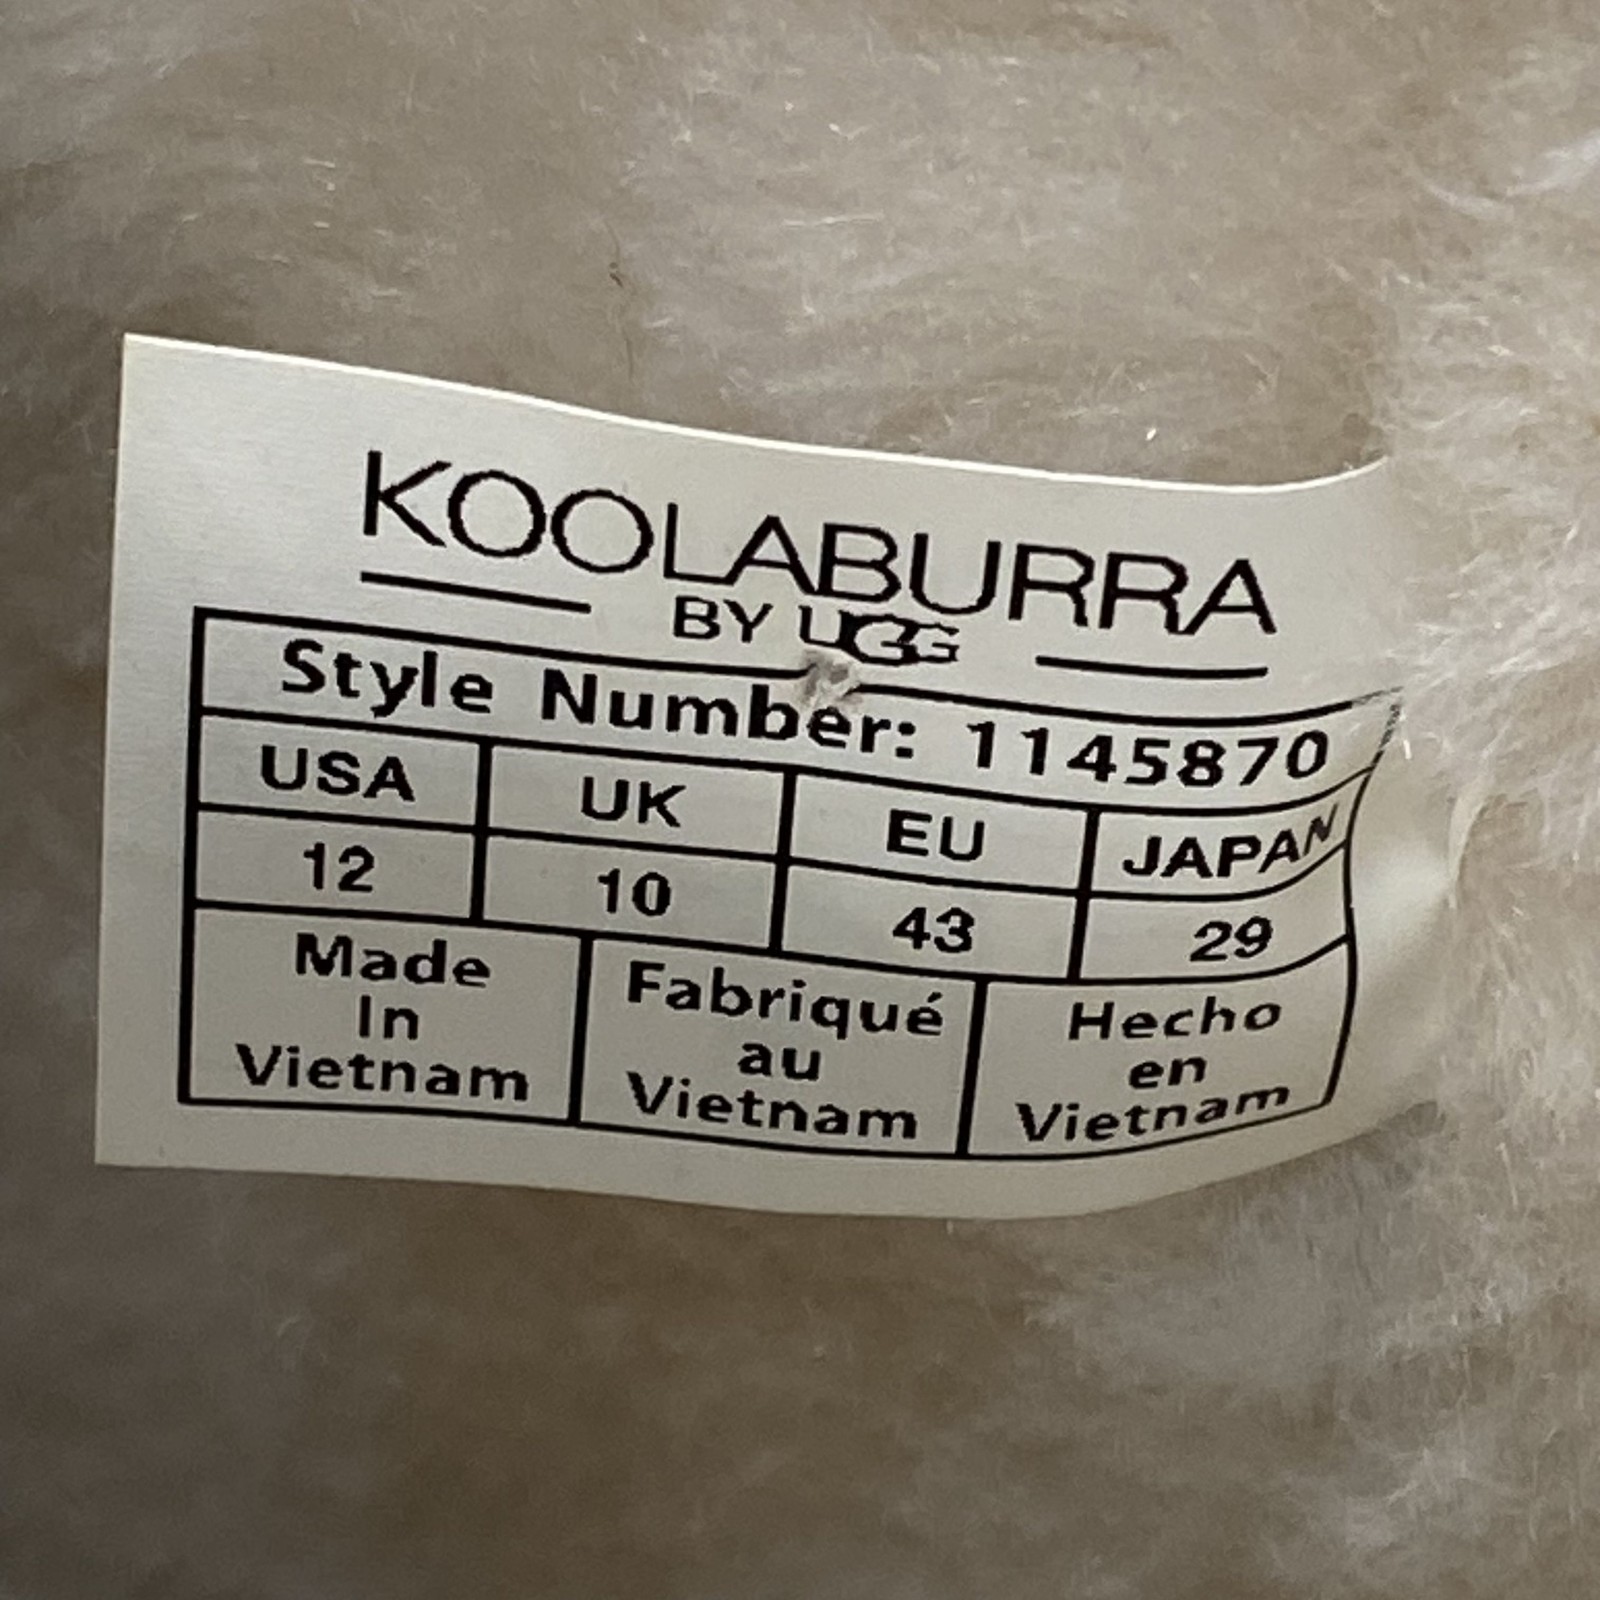 KOOLABURRA
BY UGG
Style Number: 1145870
USA UK EU JAPAN
12 10 43 29
Made
In
Vietnam
Fabriqué
au
Vietnam
Hecho
en
Vietnam